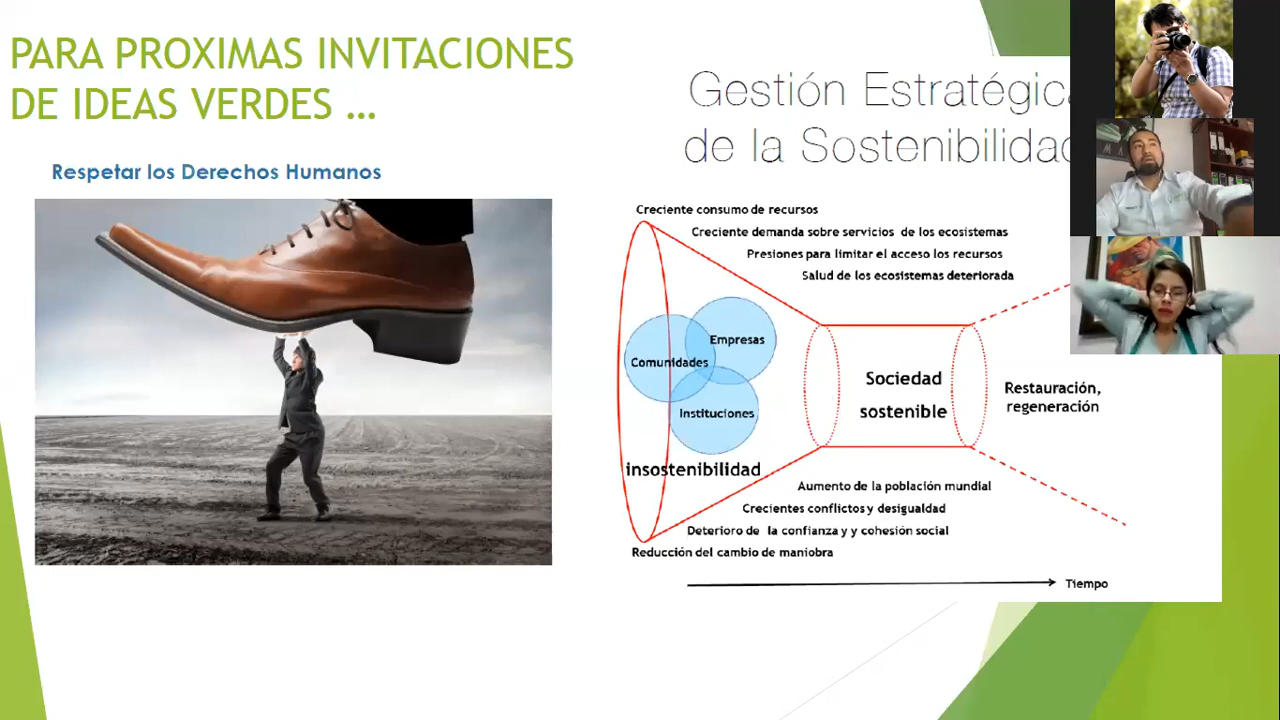 PARA PROXIMAS INVITACIONES
DE IDEAS VERDES ...
Respetar los Derechos Humanos
Gestión Estratégica
de la Sostenibilidad
Creciente consumo de recursos
Creciente demanda sobre servicios de los ecosistemas
Presiones para limitar el acceso los recursos
Salud de los ecosistemas deteriorada
Empresas
Comunidades
Instituciones
insostenibilidad
Sociedad
sostenible
Restauración,
regeneración
Aumento de la población mundial
Crecientes conflictos y desigualdad
Deterioro de la confianza y y cohesión social
Reducción del cambio de maniobra
Tiempo